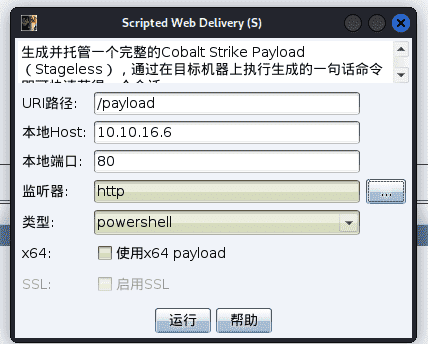 Scripted Web Delivery (S)
生成并托管一个完整的Cobalt Strike Payload
（Stageless），通过在目标机器上执行生成的一句话命令
URI路径: /payload
本地Host: 10.10.16.6
本地端口: 80
监听器: http ...
类型: powershell
x64: 使用x64 payload
SSL: 启用SSL
运行 帮助